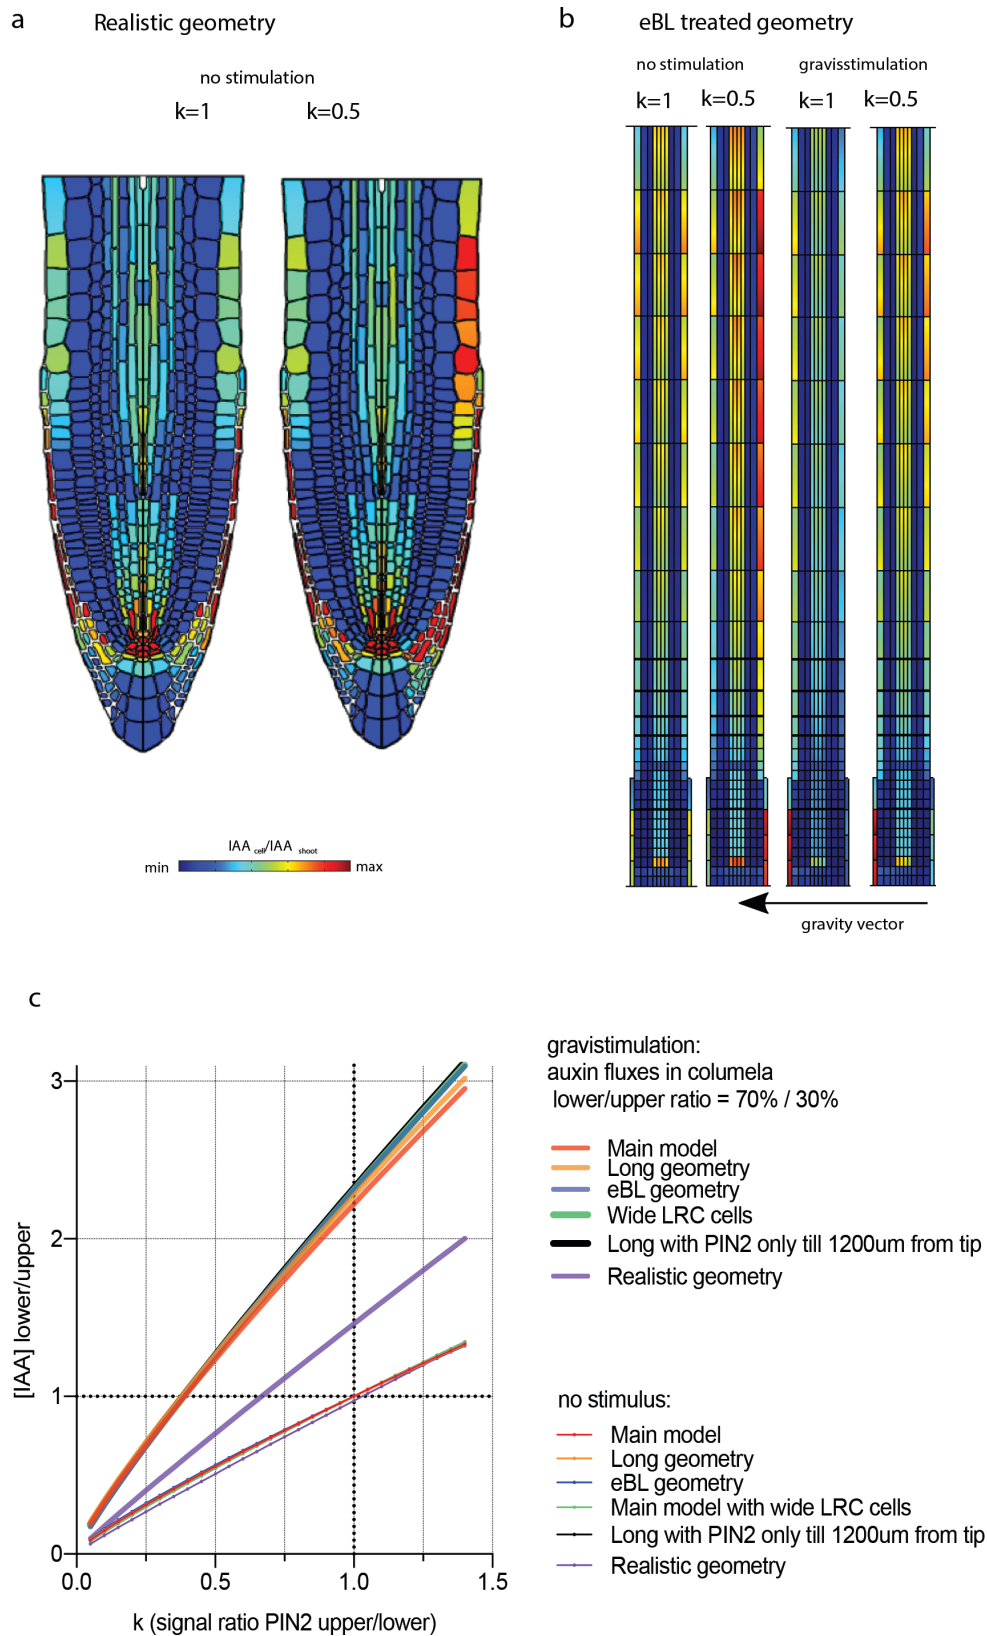 a
Realistic geometry
no stimulation
k=1
k=0.5
IAA cell/IAA shoot
min
max
b
eBL treated geometry
no stimulation
gravisstimulation
k=1
k=0.5
k=1
k=0.5
gravity vector
c
3
2
1
0
0.0
0.5
1.0
1.5
[IAA] lower/upper
k (signal ratio PIN2 upper/lower)
gravistimulation:
auxin fluxes in columela
lower/upper ratio = 70% / 30%
Main model
Long geometry
eBL geometry
Wide LRC cells
Long with PIN2 only till 1200um from tip
Realistic geometry
no stimulus:
Main model
Long geometry
eBL geometry
Main model with wide LRC cells
Long with PIN2 only till 1200um from tip
Realistic geometry